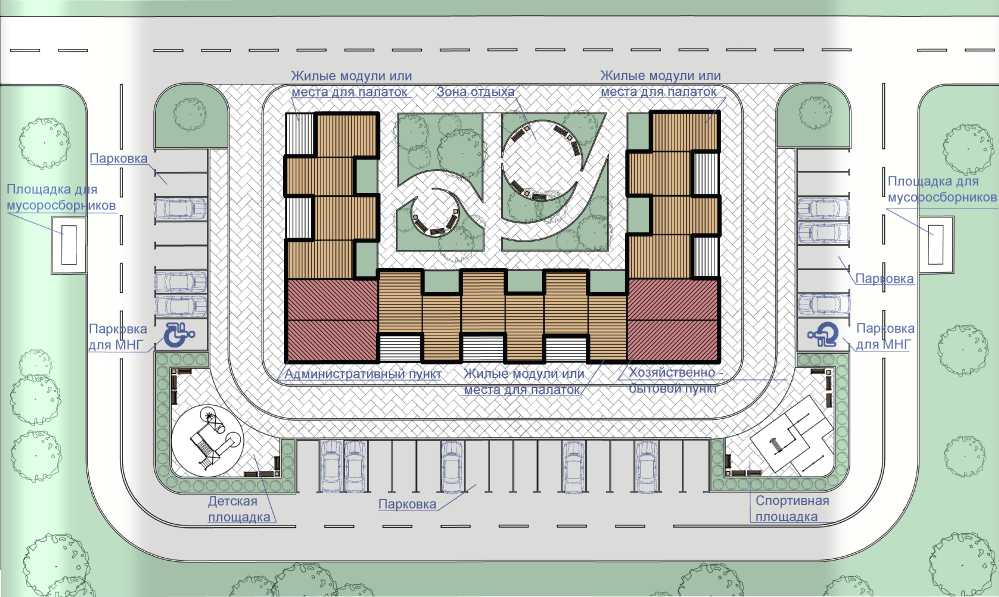 Жилые модули или
места для палаток
Зона отдыха
Жилые модули или
места для палаток
Парковка
Площадка для
мусоросборников
Площадка для
мусоросборников
Парковка
Парковка
для МНГ
Парковка
для МНГ
Административный пункт
Жилые модули или
места для палаток
Хозяйственно -
бытовой пункт
Детская
площадка
Парковка
Спортивная
площадка